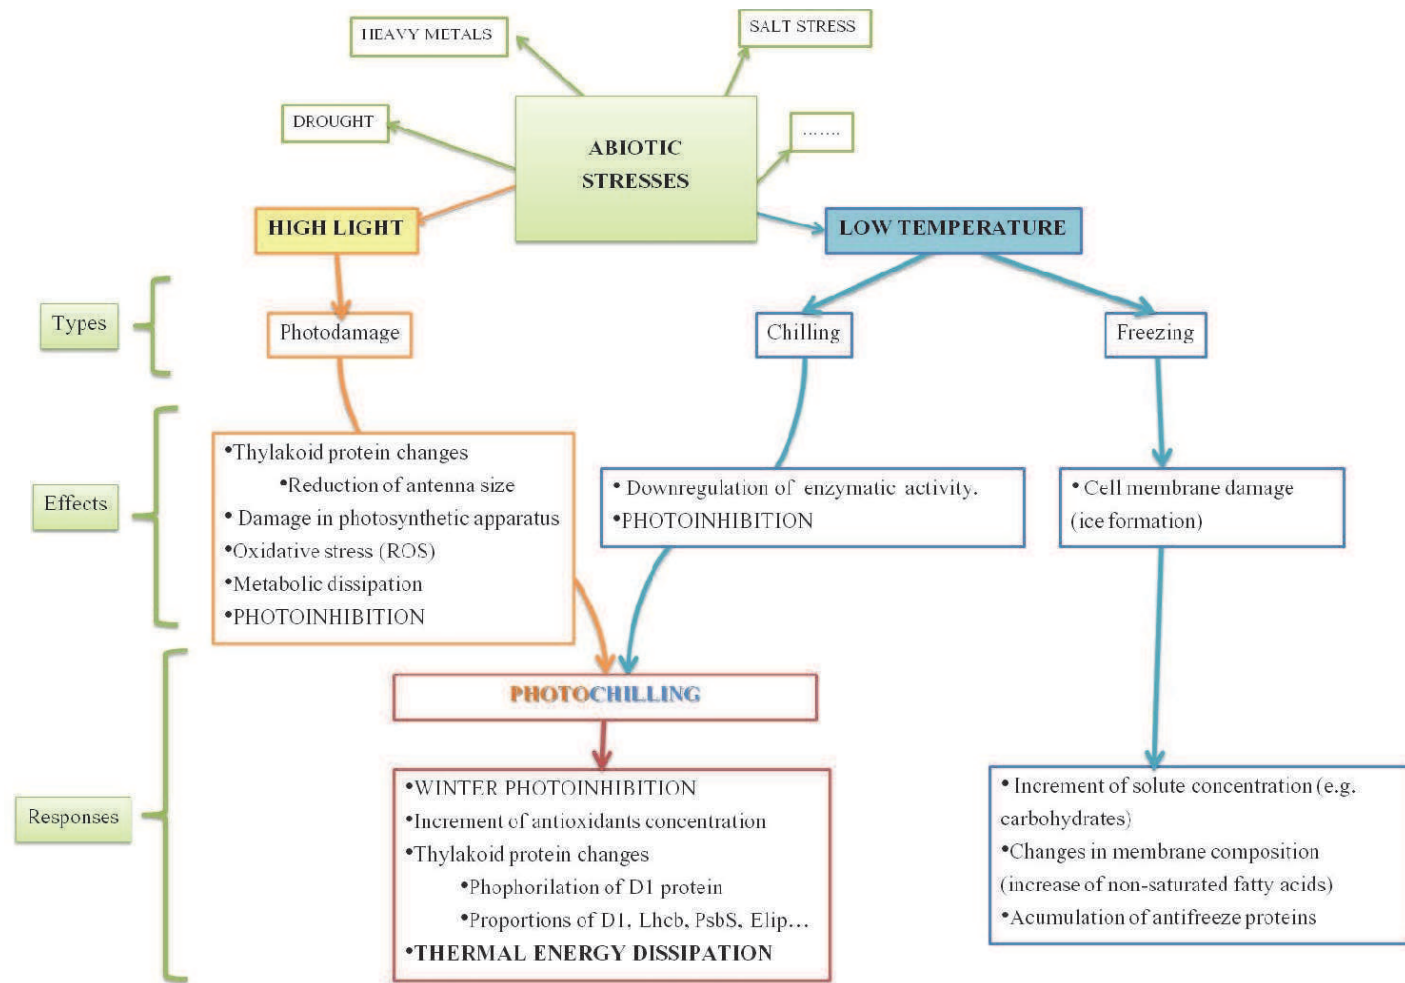 HEAVY METALS
SALT STRESS
DROUGHT
.......
ABIOTIC
STRESSES
HIGH LIGHT
LOW TEMPERATURE
Types
Photodamage
Chilling
Freezing
Effects
•Thylakoid protein changes
•Reduction of antenna size
• Damage in photosynthetic apparatus
•Oxidative stress (ROS)
•Metabolic dissipation
•PHOTOINHIBITION
• Downregulation of enzymatic activity.
•PHOTOINHIBITION
• Cell membrane damage
(ice formation)
Responses
PHOTOCHILLING
•WINTER PHOTOINHIBITION
•Increment of antioxidants concentration
•Thylakoid protein changes
•Phophorilation of D1 protein
•Proportions of D1, Lhcb, PsbS, Elip…
•THERMAL ENERGY DISSIPATION
• Increment of solute concentration (e.g.
carbohydrates)
•Changes in membrane composition
(increase of non-saturated fatty acids)
•Acumulation of antifreeze proteins